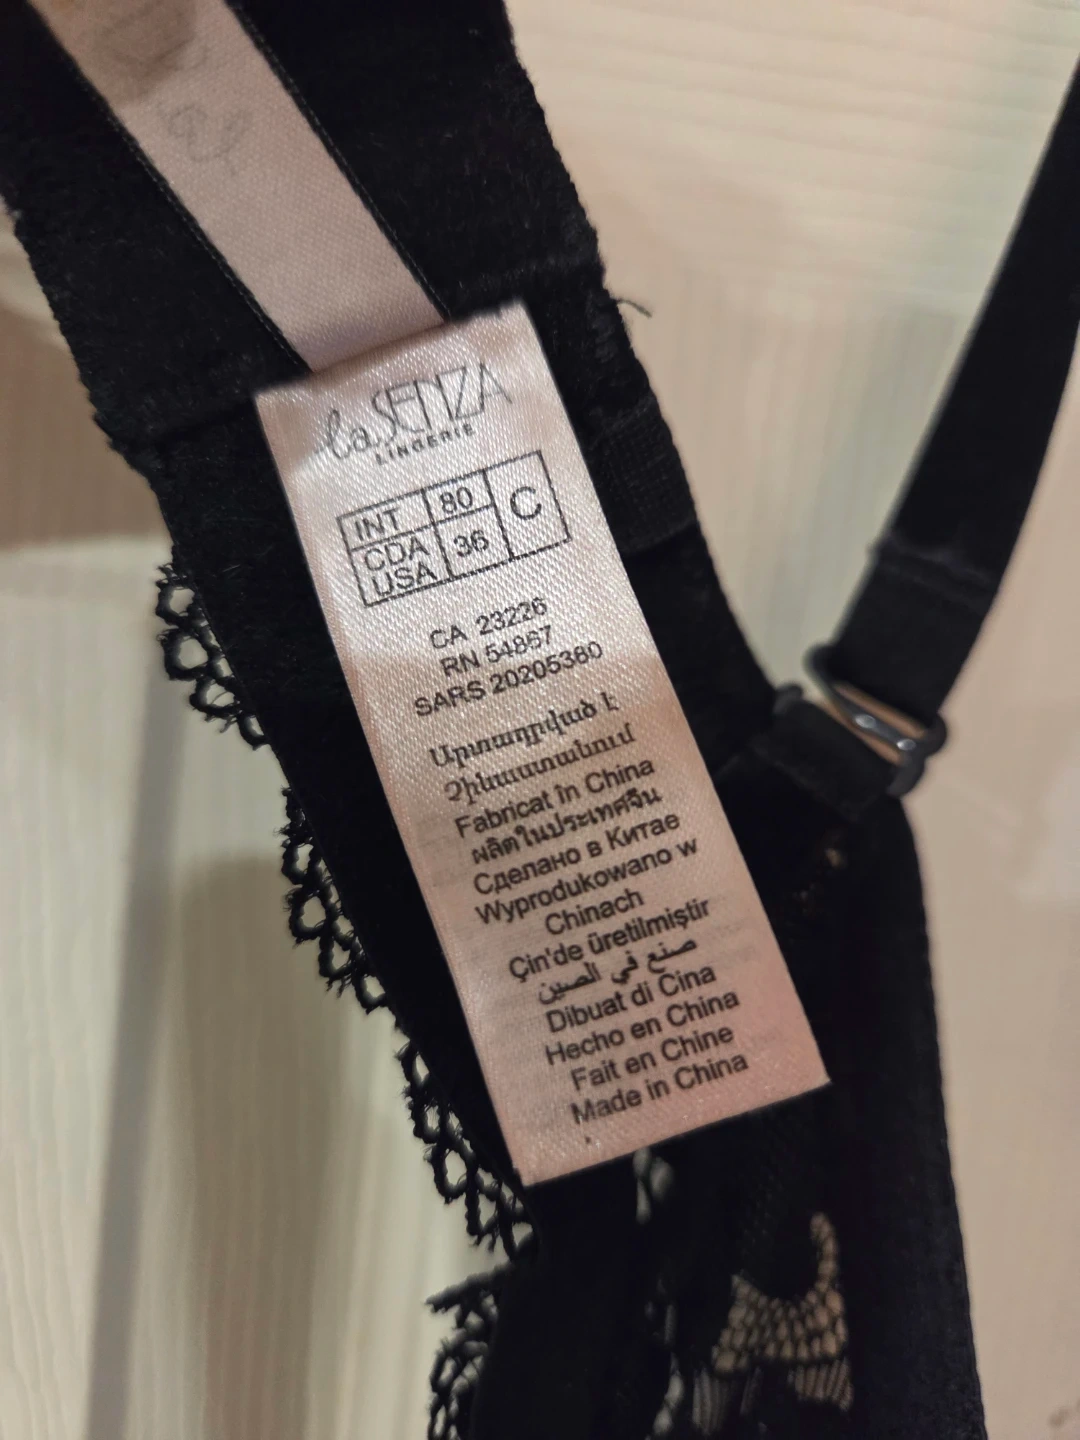 la SENZA
LINGERIE
INT 80 C
CDA USA 36
CA 23226
RN 54867
SARS 20205360
Արտադրված է
Չինաստանում
Fabricat în China
ผลิตในประเทศจีน
Сделано в Китае
Wyprodukowano w
Chinach
Çin'de üretilmiştir
صنع في الصين
Dibuat di Cina
Hecho en China
Fait en Chine
Made in China